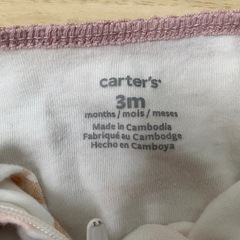 carter's
3m
months / mois / meses
Made in Cambodia
Fabriqué au Cambodge
Hecho en Camboya